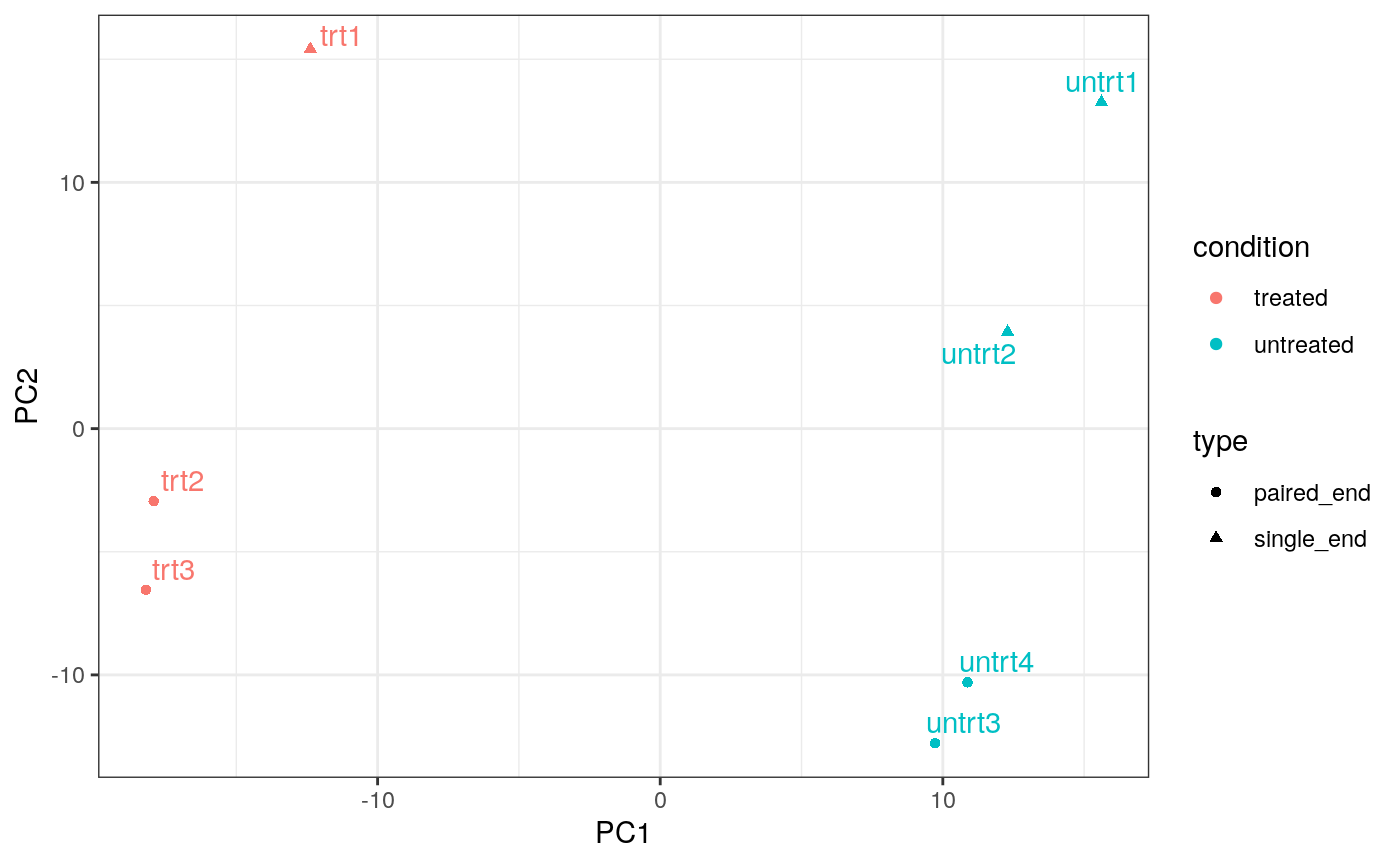 trt1
untrt1
10
condition
treated
untrt2
untreated
PC2
0
type
trt2
paired_end
single_end
trt3
untrt4
-10
untrt3
-10
0
10
PC1